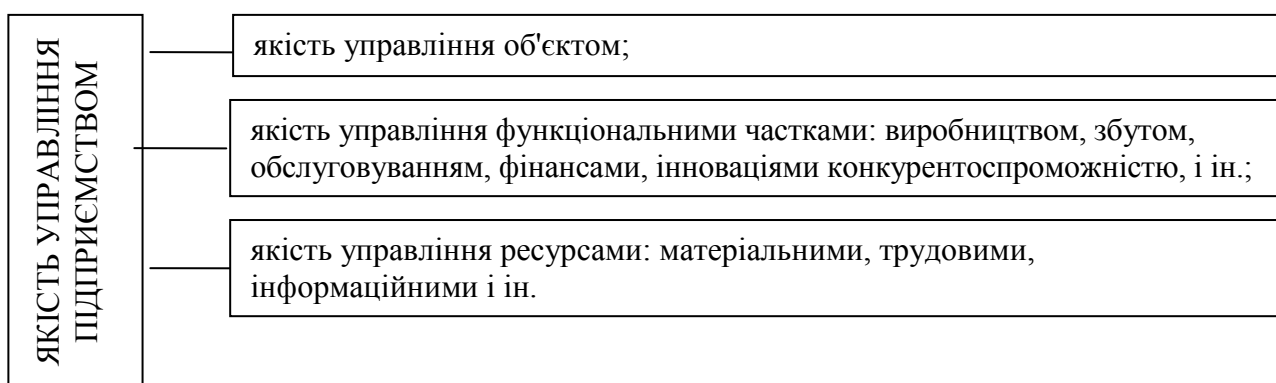 ЯКІСТЬ УПРАВЛІННЯ
ПІДПРИЄМСТВОМ
якість управління об'єктом;
якість управління функціональними частками: виробництвом, збутом,
обслуговуванням, фінансами, інноваціями конкурентоспроможністю, і ін.;
якість управління ресурсами: матеріальними, трудовими,
інформаційними і ін.